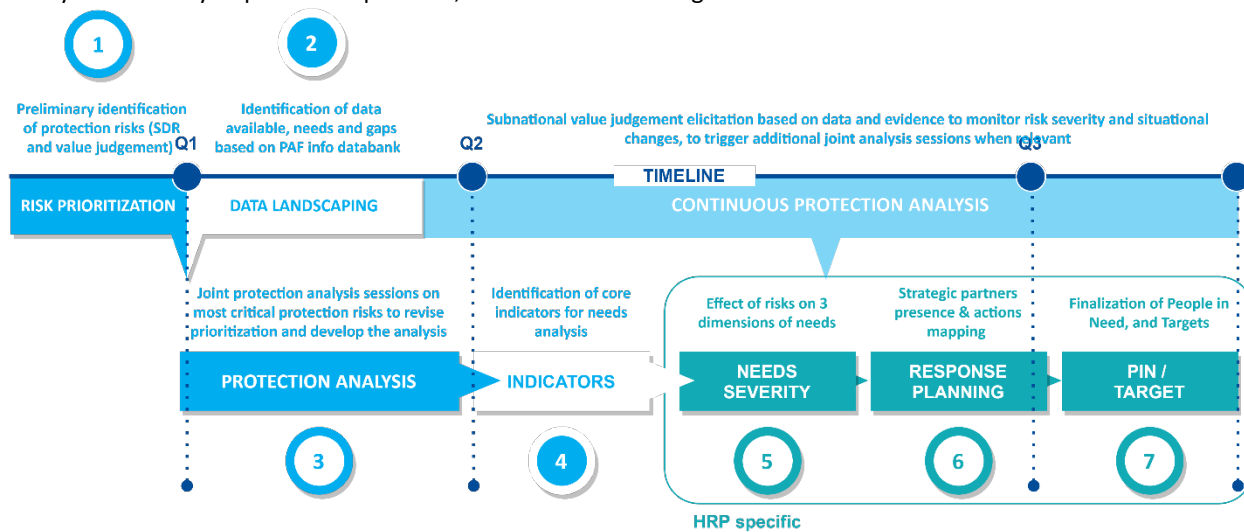 1
2
Preliminary identification
of protection risks (SDR
and value judgement)
Q1
Identification of data
available, needs and gaps
based on PAF info databank
Q2
Subnational value judgement elicitation based on data and evidence to monitor risk severity and situational
changes, to trigger additional joint analysis sessions when relevant
Q3
TIMELINE
RISK PRIORITIZATION
DATA LANDSCAPING
CONTINUOUS PROTECTION ANALYSIS
Joint protection analysis sessions on
most critical protection risks to revise
prioritization and develop the analysis
Identification of core
indicators for needs
analysis
Effect of risks on 3
dimensions of needs
Strategic partners
presence & actions
mapping
Finalization of People in
Need, and Targets
PROTECTION ANALYSIS
INDICATORS
NEEDS
SEVERITY
RESPONSE
PLANNING
PIN /
TARGET
3
4
5
6
7
HRP specific